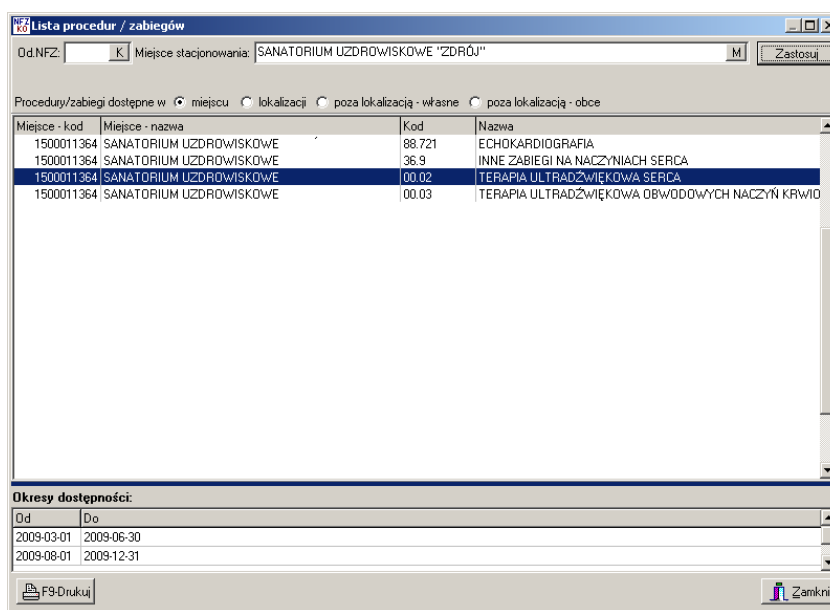 NFZ KO Lista procedur / zabiegów
Od.NFZ: K Miejsce stacjonowania: SANATORIUM UZDROWISKOWE "ZDRÓJ" M Zastosuj
Procedury/zabiegi dostępne w miejscu lokalizacji poza lokalizacją - własne poza lokalizacją - obce
Miejsce - kod Miejsce - nazwa Kod Nazwa
1500011364 SANATORIUM UZDROWISKOWE 88.721 ECHOKARDIOGRAFIA
1500011364 SANATORIUM UZDROWISKOWE 36.9 INNE ZABIEGI NA NACZYNIACH SERCA
1500011364 SANATORIUM UZDROWISKOWE 00.02 TERAPIA ULTRADŹWIĘKOWA SERCA
1500011364 SANATORIUM UZDROWISKOWE 00.03 TERAPIA ULTRADŹWIĘKOWA OBWODOWYCH NACZYŃ KRWIO
Okresy dostępności:
Od Do
2009-03-01 2009-06-30
2009-08-01 2009-12-31
F9-Drukuj Zamkni